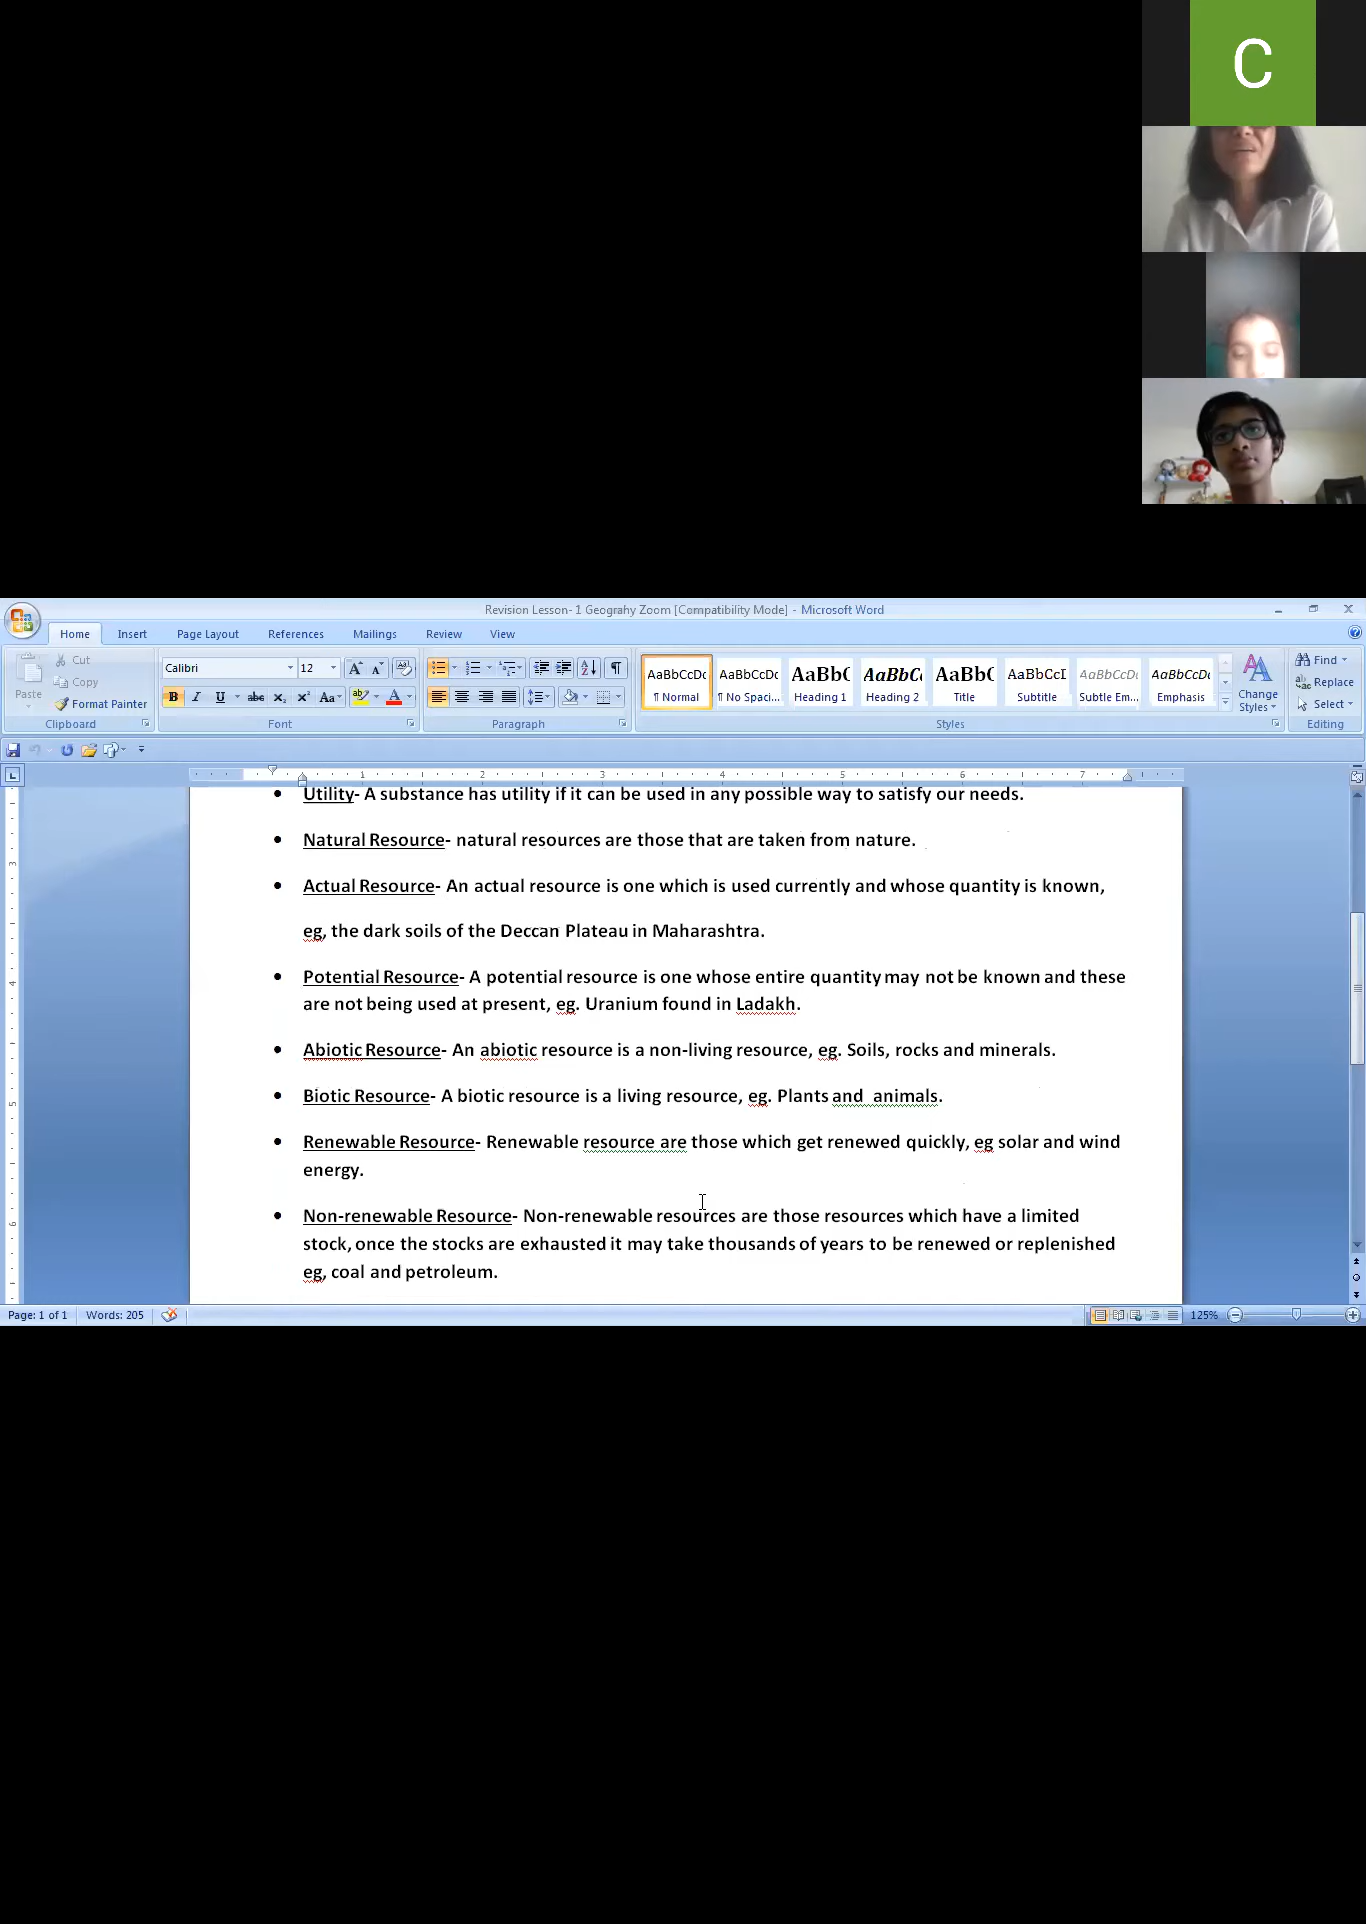 C
Revision Lesson- 1 Geograhy Zoom [Compatibility Mode] - Microsoft Word
Home Insert Page Layout References Mailings Review View
Paste
Cut
Copy
Format Painter
Clipboard
Calibri 12
Font
Paragraph
AaBbCcDc AaBbCcDc AaBbC AaBbCc AaBbC AaBbCcI AaBbCcDc AaBbCcDc
¶ Normal ¶ No Spaci... Heading 1 Heading 2 Title Subtitle Subtle Em... Emphasis
Change Styles
Styles
Find
Replace
Select
Editing
1 2 3 4 5 6 7
• Utility- A substance has utility if it can be used in any possible way to satisfy our needs.
• Natural Resource- natural resources are those that are taken from nature.
• Actual Resource- An actual resource is one which is used currently and whose quantity is known,
eg, the dark soils of the Deccan Plateau in Maharashtra.
• Potential Resource- A potential resource is one whose entire quantity may not be known and these
are not being used at present, eg. Uranium found in Ladakh.
• Abiotic Resource- An abiotic resource is a non-living resource, eg. Soils, rocks and minerals.
• Biotic Resource- A biotic resource is a living resource, eg. Plants and  animals.
• Renewable Resource- Renewable resource are those which get renewed quickly, eg solar and wind
energy.
• Non-renewable Resource- Non-renewable resources are those resources which have a limited
stock, once the stocks are exhausted it may take thousands of years to be renewed or replenished
eg, coal and petroleum.
Page: 1 of 1 Words: 205 125%